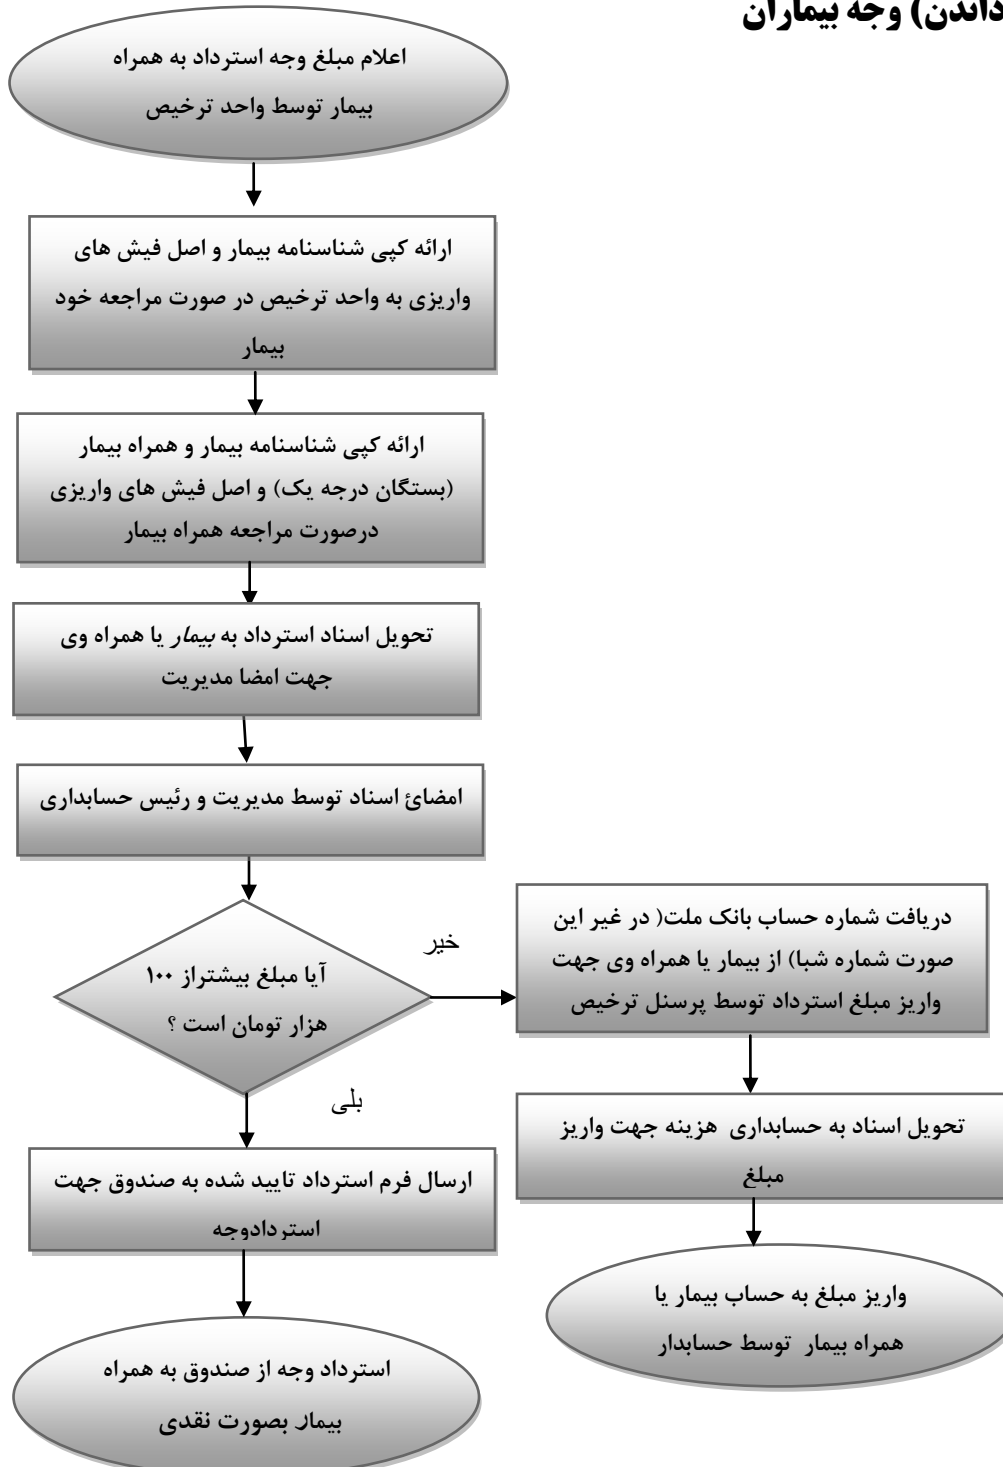 داندن) وجه بیماران
اعلام مبلغ وجه استرداد به همراه
بیمار توسط واحد ترخیص
ارائه کپی شناسنامه بیمار و اصل فیش های
واریزی به واحد ترخیص در صورت مراجعه خود
بیمار
ارائه کپی شناسنامه بیمار و همراه بیمار
(بستگان درجه یک) و اصل فیش های واریزی
درصورت مراجعه همراه بیمار
تحویل اسناد استرداد به بیمار یا همراه وی
جهت امضا مدیریت
امضائ اسناد توسط مدیریت و رئیس حسابداری
آیا مبلغ بیشتراز ۱۰۰
هزار تومان است ؟
خیر
دریافت شماره حساب بانک ملت( در غیر این
صورت شماره شبا) از بیمار یا همراه وی جهت
واریز مبلغ استرداد توسط پرسنل ترخیص
تحویل اسناد به حسابداری هزینه جهت واریز
مبلغ
واریز مبلغ به حساب بیمار یا
همراه بیمار توسط حسابدار
بلی
ارسال فرم استرداد تایید شده به صندوق جهت
استردادوجه
استرداد وجه از صندوق به همراه
بیمار بصورت نقدی